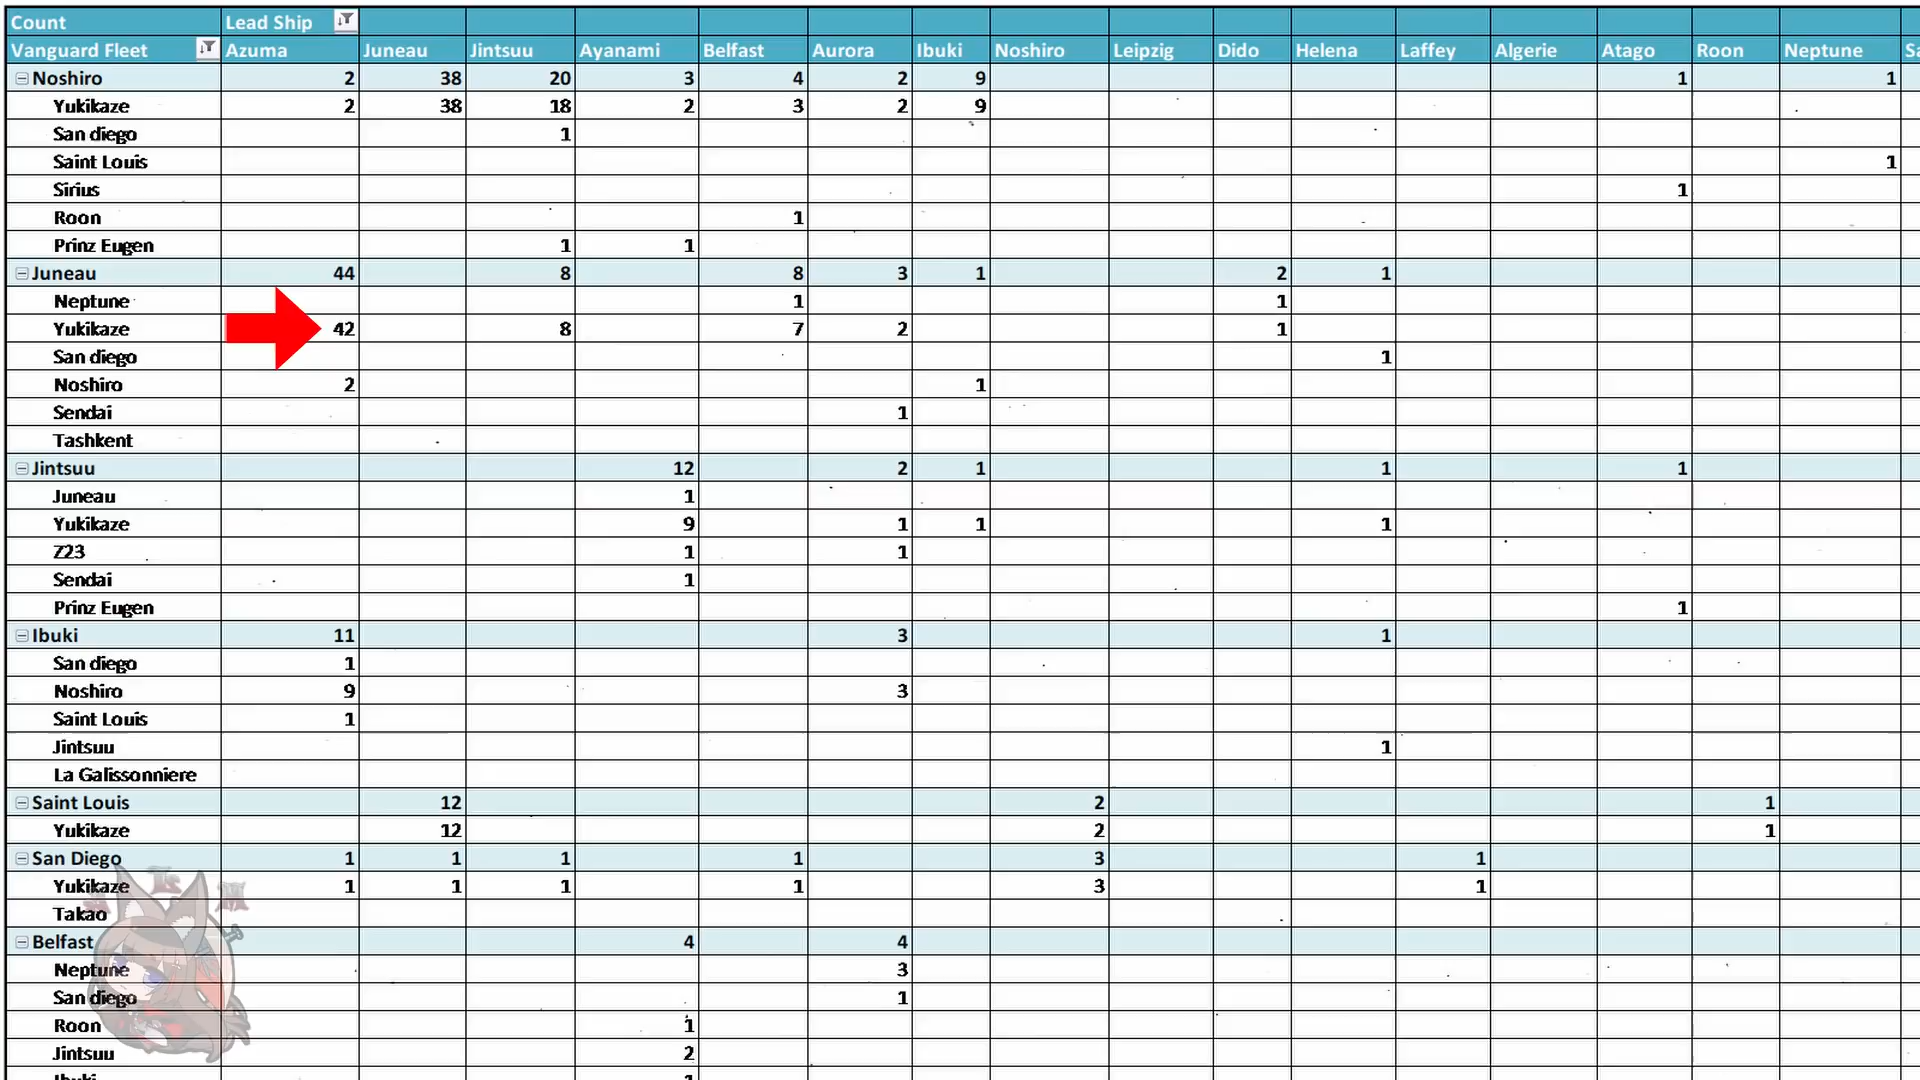 Count Lead Ship
Vanguard Fleet Azuma Juneau Jintsuu Ayanami Belfast Aurora Ibuki Noshiro Leipzig Dido Helena Laffey Algerie Atago Roon Neptune
Noshiro 2 38 20 3 4 2 9 1 1
Yukikaze 2 38 18 2 3 2 9
San diego 1
Saint Louis 1
Sirius 1
Roon 1
Prinz Eugen 1 1
Juneau 44 8 8 3 1 2 1
Neptune 1 1
Yukikaze 42 8 7 2 1
San diego 1
Noshiro 2 1
Sendai 1
Tashkent
Jintsuu 12 2 1 1 1
Juneau 1
Yukikaze 9 1 1 1
Z23 1 1
Sendai 1
Prinz Eugen 1
Ibuki 11 3 1
San diego 1
Noshiro 9 3
Saint Louis 1
Jintsuu 1
La Galissonniere
Saint Louis 12 2 1
Yukikaze 12 2 1
San Diego 1 1 1 1 3 1
Yukikaze 1 1 1 1 3 1
Takao
Belfast 4 4
Neptune 3
San diego 1
Roon 1
Jintsuu 2
Ibuki 1